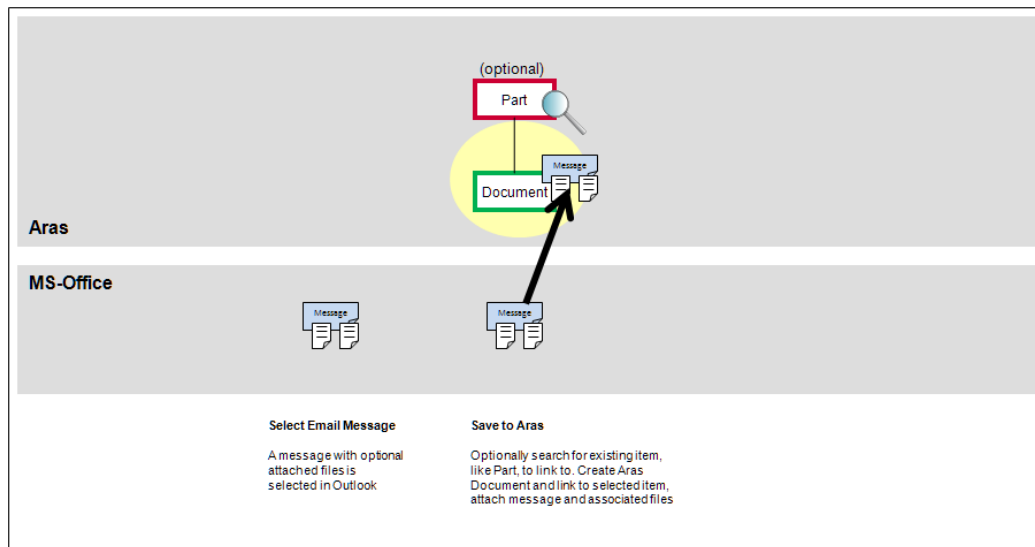 (optional)
Part
Message
Document
Aras
MS-Office
Message
Message
Select Email Message
A message with optional
attached files is
selected in Outlook
Save to Aras
Optionally search for existing item,
like Part, to link to. Create Aras
Document and link to selected item,
attach message and associated files